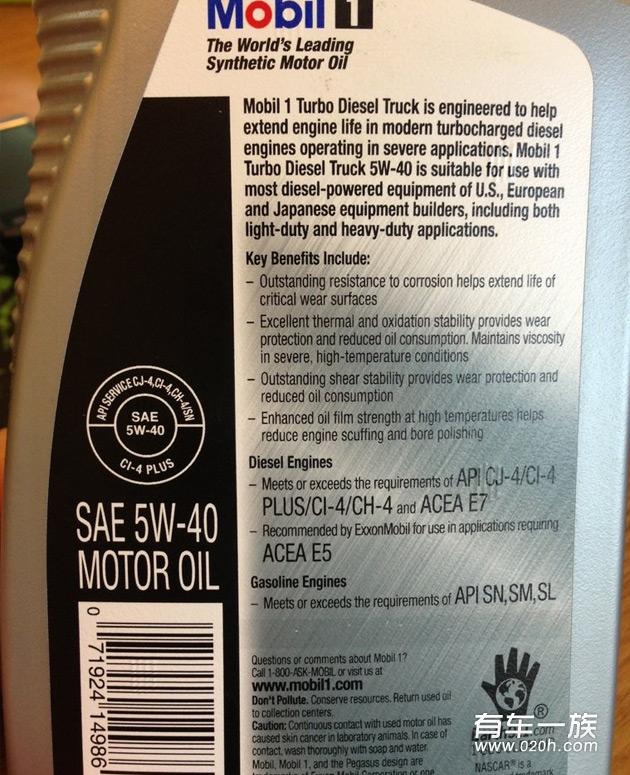 Mobil 1
The World's Leading
Synthetic Motor Oil
Mobil 1 Turbo Diesel Truck is engineered to help
extend engine life in modern turbocharged diesel
engines operating in severe applications. Mobil 1
Turbo Diesel Truck 5W-40 is suitable for use with
most diesel-powered equipment of U.S., European
and Japanese equipment builders, including both
light-duty and heavy-duty applications.
Key Benefits Include:
– Outstanding resistance to corrosion helps extend life of
critical wear surfaces
– Excellent thermal and oxidation stability provides wear
protection and reduced oil consumption. Maintains viscosity
in severe, high-temperature conditions
– Outstanding shear stability provides wear protection and
reduced oil consumption
– Enhanced oil film strength at high temperatures helps
reduce engine scuffing and bore polishing
Diesel Engines
– Meets or exceeds the requirements of API CJ-4/CI-4
PLUS/CI-4/CH-4 and ACEA E7
– Recommended by ExxonMobil for use in applications requiring
ACEA E5
Gasoline Engines
– Meets or exceeds the requirements of API SN, SM, SL
API SERVICE CJ-4, CI-4, CH-4/SN
SAE
5W-40
CI-4 PLUS
SAE 5W-40
MOTOR OIL
0 71924 14986
Questions or comments about Mobil 1?
Call 1-800-ASK-MOBIL or visit us at
www.mobil1.com
Don't Pollute. Conserve resources. Return used oil
to collection centers.
Caution: Continuous contact with used motor oil has
caused skin cancer in laboratory animals. In case of
contact, wash thoroughly with soap and water.
Mobil, Mobil 1, and the Pegasus design are
trademarks of Exxon Mobil Corporation or one
®
.com
NASCAR® is a
trademark
有车一族
www.020h.com